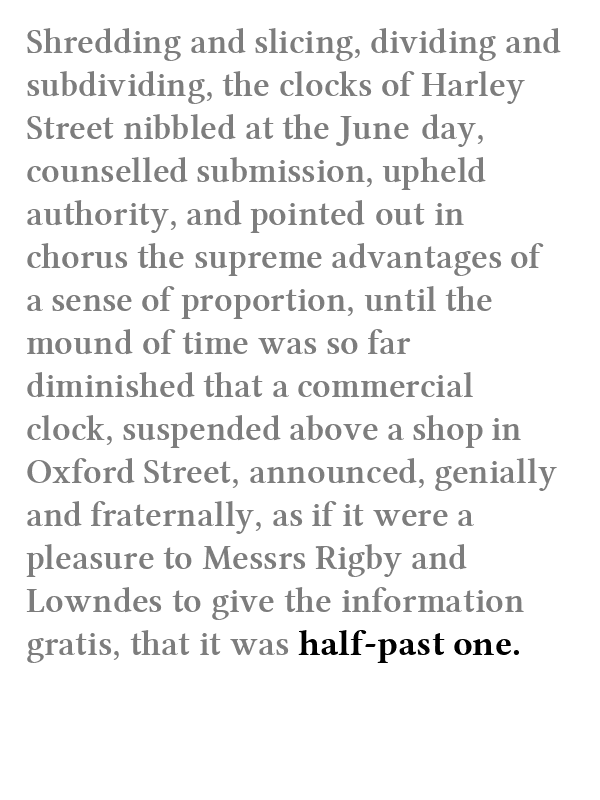 Shredding and slicing, dividing and
subdividing, the clocks of Harley
Street nibbled at the June day,
counselled submission, upheld
authority, and pointed out in
chorus the supreme advantages of
a sense of proportion, until the
mound of time was so far
diminished that a commercial
clock, suspended above a shop in
Oxford Street, announced, genially
and fraternally, as if it were a
pleasure to Messrs Rigby and
Lowndes to give the information
gratis, that it was half-past one.